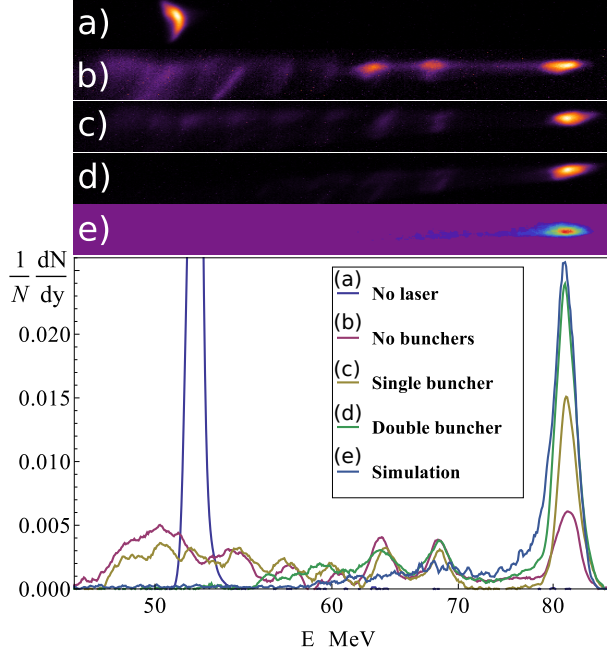 a)
b)
c)
d)
e)
1 dN
N dy
0.020
0.015
0.010
0.005
0.000
(a)
No laser
(b)
No bunchers
(c)
Single buncher
(d)
Double buncher
(e)
Simulation
50 60 70 80
E MeV